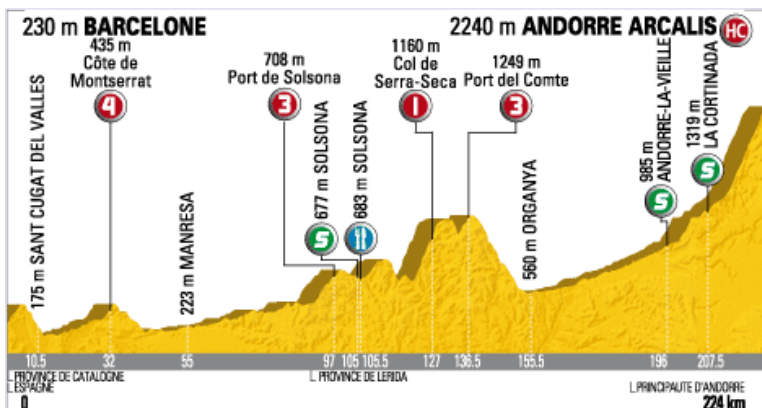 230 m BARCELONE
2240 m ANDORRE ARCALIS
HC
435 m
Côte de
Montserrat
4
708 m
Port de Solsona
3
1160 m
Col de
Serra-Seca
1
1249 m
Port del Comte
3
175 m SANT CUGAT DEL VALLES
223 m MANRESA
677 m SOLSONA
S
683 m SOLSONA
560 m ORGANYA
985 m
ANDORRE-LA-VIEILLE
S
1319 m
LA CORTINADA
S
10.5 32 55 97 105 105.5 127 136.5 155.5 196 207.5
PROVINCE DE CATALOGNE
PROVINCE DE LERIDA
ESPAGNE
PRINCIPAUTE D'ANDORRE
0
224 km